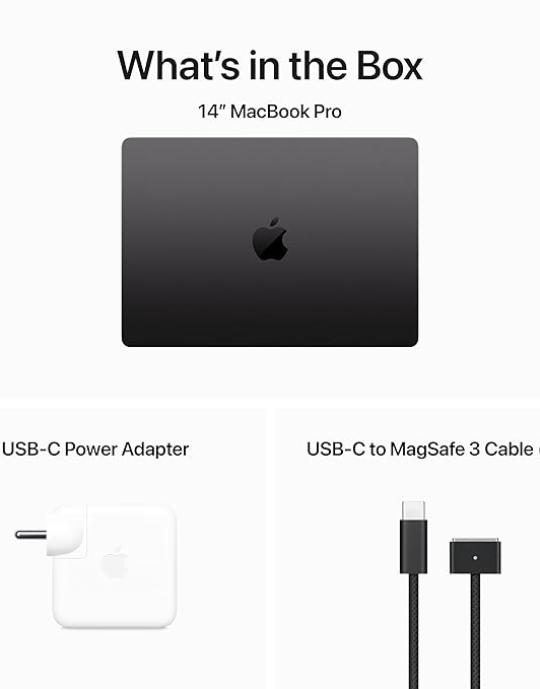 What's in the Box
14” MacBook Pro
USB-C Power Adapter
USB-C to MagSafe 3 Cable